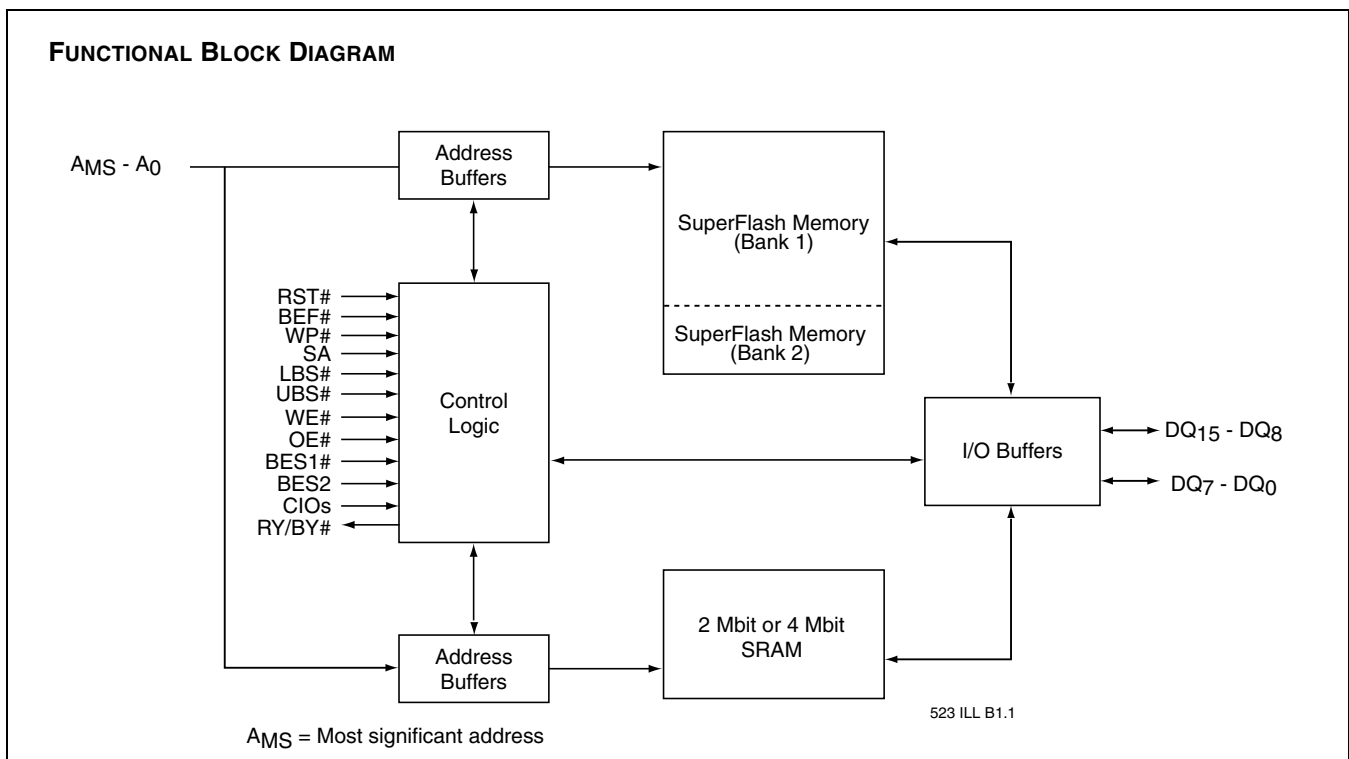 FUNCTIONAL BLOCK DIAGRAM
AMS - A0
Address
Buffers
SuperFlash Memory
(Bank 1)
SuperFlash Memory
(Bank 2)
RST#
BEF#
WP#
SA
LBS#
UBS#
WE#
OE#
BES1#
BES2
CIOs
RY/BY#
Control
Logic
I/O Buffers
DQ15 - DQ8
DQ7 - DQ0
Address
Buffers
2 Mbit or 4 Mbit
SRAM
523 ILL B1.1
AMS = Most significant address